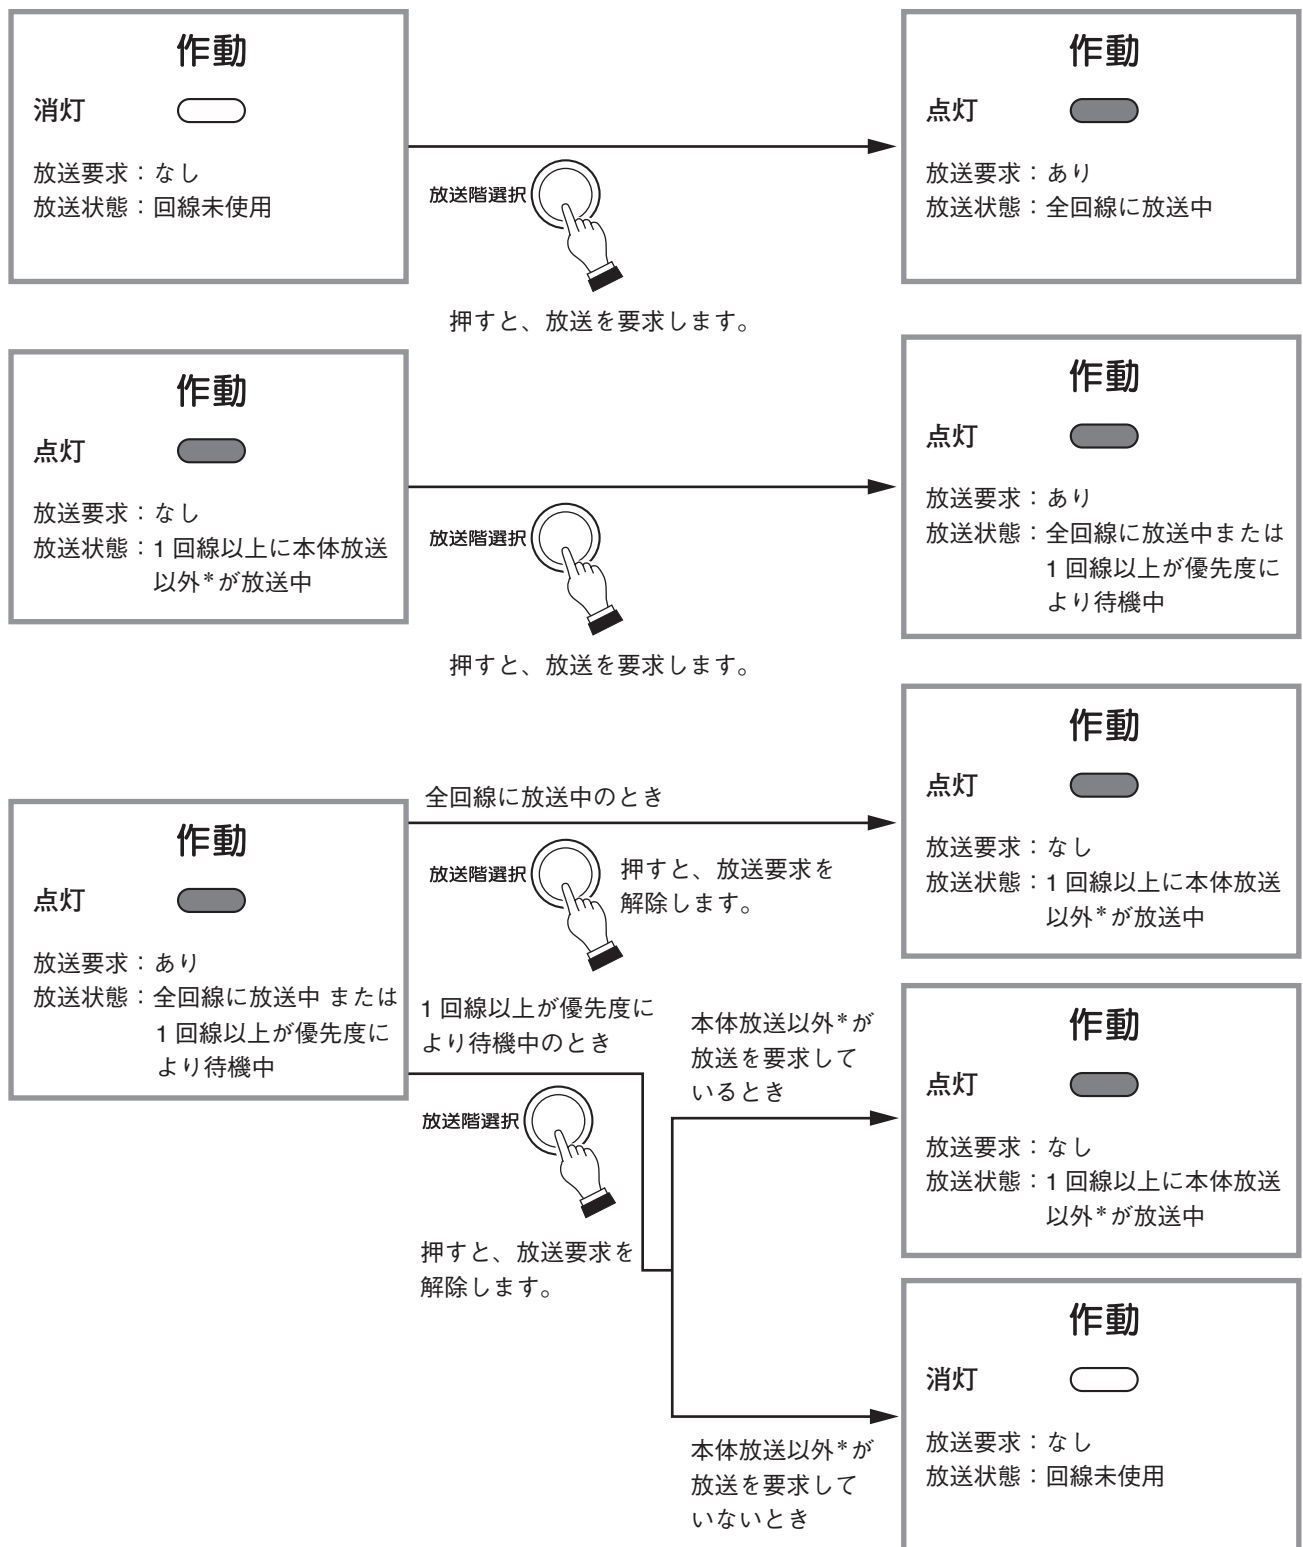 作動
消灯
放送要求：なし
放送状態：回線未使用
放送階選択
押すと、放送を要求します。
作動
点灯
放送要求：あり
放送状態：全回線に放送中
作動
点灯
放送要求：なし
放送状態：1 回線以上に本体放送
以外*が放送中
放送階選択
押すと、放送を要求します。
作動
点灯
放送要求：あり
放送状態：全回線に放送中または
1 回線以上が優先度に
より待機中
作動
点灯
放送要求：あり
放送状態：全回線に放送中 または
1 回線以上が優先度に
より待機中
全回線に放送中のとき
放送階選択
押すと、放送要求を
解除します。
作動
点灯
放送要求：なし
放送状態：1 回線以上に本体放送
以外*が放送中
1 回線以上が優先度に
より待機中のとき
放送階選択
押すと、放送要求を
解除します。
本体放送以外*が
放送を要求して
いるとき
作動
点灯
放送要求：なし
放送状態：1 回線以上に本体放送
以外*が放送中
本体放送以外*が
放送を要求して
いないとき
作動
消灯
放送要求：なし
放送状態：回線未使用